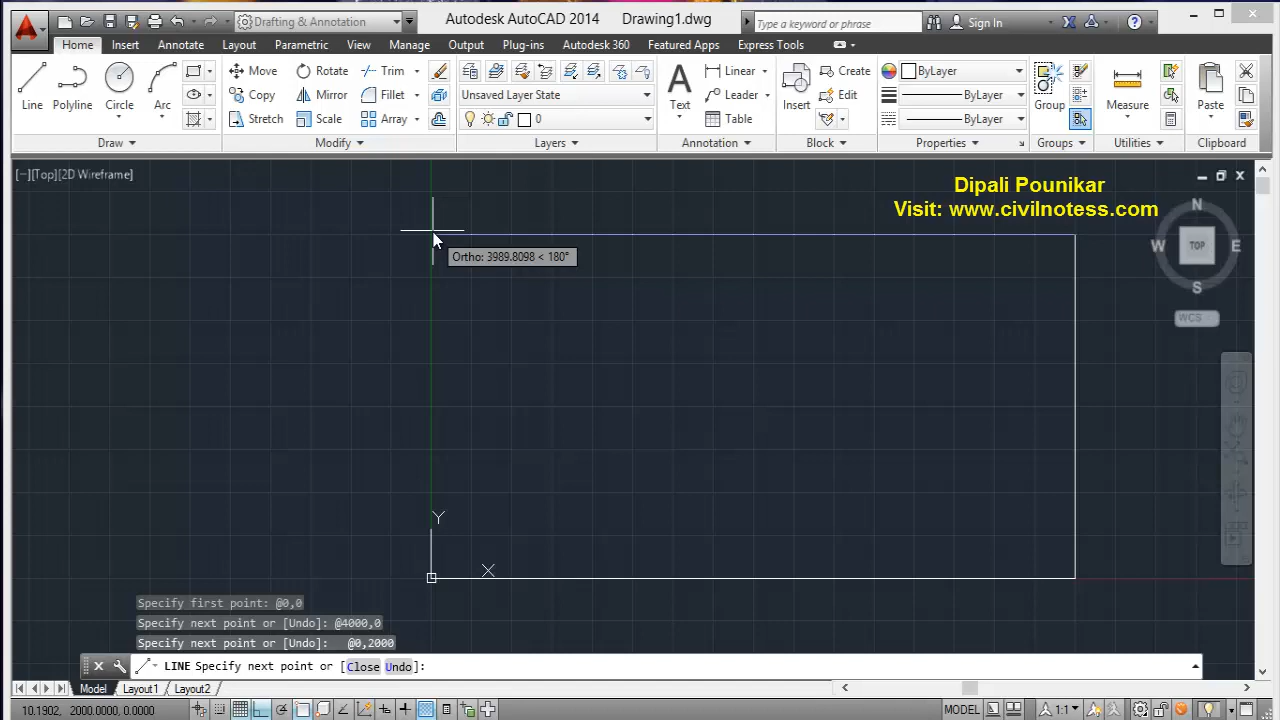 Drafting & Annotation
Autodesk AutoCAD 2014 Drawing1.dwg
Type a keyword or phrase
Sign In
Home Insert Annotate Layout Parametric View Manage Output Plug-ins Autodesk 360 Featured Apps Express Tools
Line
Polyline
Circle
Arc
Draw
Move
Rotate
Trim
Copy
Mirror
Fillet
Stretch
Scale
Array
Modify
Unsaved Layer State
0
Layers
Text
Linear
Leader
Table
Annotation
Insert
Create
Edit
Block
ByLayer
ByLayer
ByLayer
Properties
Group
Groups
Measure
Utilities
Paste
Clipboard
[−][Top][2D Wireframe]
Dipali Pounikar
Visit: www.civilnotess.com
N
W TOP E
S
WCS
Ortho: 3989.8098 < 180°
Y
X
Specify first point: @0,0
Specify next point or [Undo]: @4000,0
Specify next point or [Undo]: @0,2000
LINE Specify next point or [Close Undo]:
Model Layout1 Layout2
10.1902, 2000.0000, 0.0000
MODEL
1:1